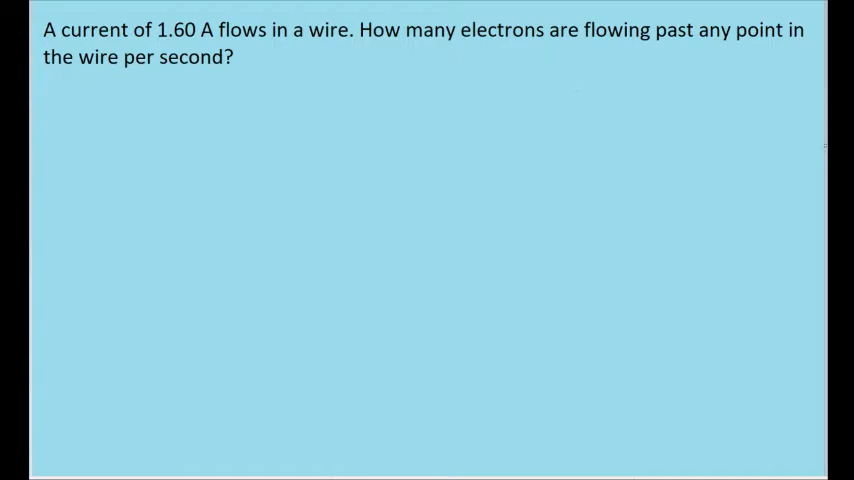 A current of 1.60 A flows in a wire. How many electrons are flowing past any point in
the wire per second?